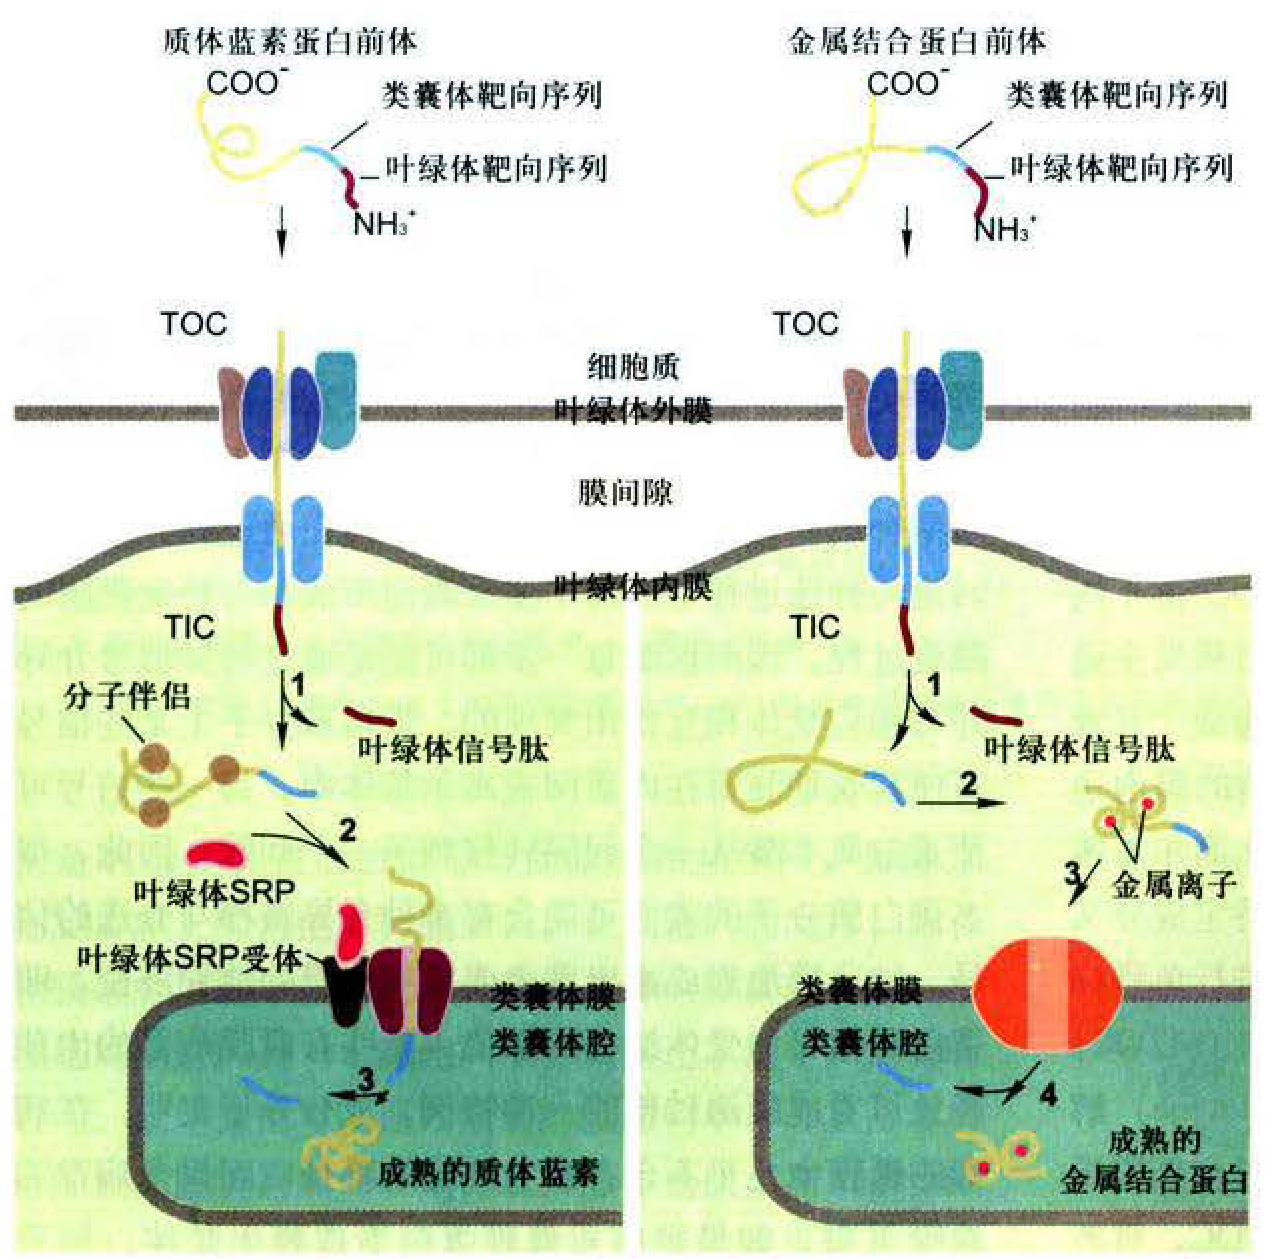 质体蓝素蛋白前体
COO⁻
类囊体靶向序列
叶绿体靶向序列
NH₃⁺
TOC
金属结合蛋白前体
COO⁻
类囊体靶向序列
叶绿体靶向序列
NH₃⁺
TOC
细胞质
叶绿体外膜
膜间隙
叶绿体内膜
TIC
1
分子伴侣
叶绿体信号肽
2
叶绿体SRP
叶绿体SRP受体
类囊体膜
类囊体腔
3
成熟的质体蓝素
TIC
1
叶绿体信号肽
2
3
金属离子
类囊体膜
类囊体腔
4
成熟的
金属结合蛋白